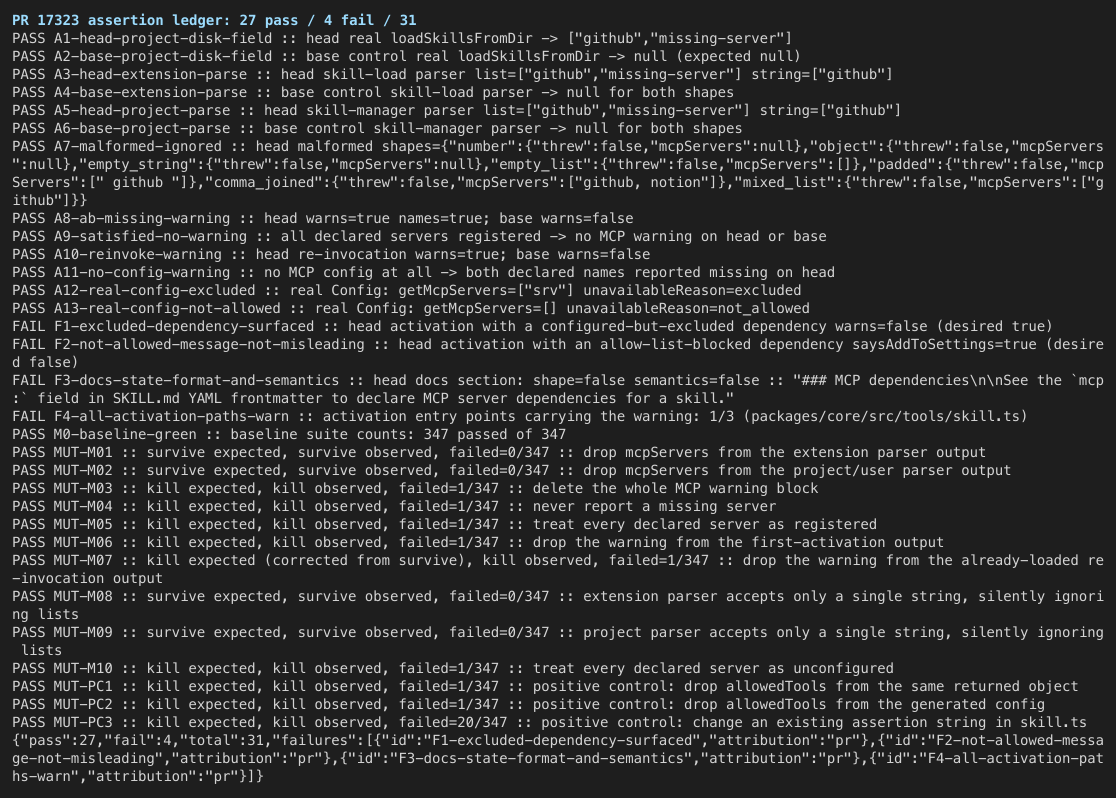 PR 17323 assertion ledger: 27 pass / 4 fail / 31
PASS A1-head-project-disk-field :: head real loadSkillsFromDir -> ["github","missing-server"]
PASS A2-base-project-disk-field :: base control real loadSkillsFromDir -> null (expected null)
PASS A3-head-extension-parse :: head skill-load parser list=["github","missing-server"] string=["github"]
PASS A4-base-extension-parse :: base control skill-load parser -> null for both shapes
PASS A5-head-project-parse :: head skill-manager parser list=["github","missing-server"] string=["github"]
PASS A6-base-project-parse :: base control skill-manager parser -> null for both shapes
PASS A7-malformed-ignored :: head malformed shapes={"number":{"threw":false,"mcpServers":null},"object":{"threw":false,"mcpServers
":null},"empty_string":{"threw":false,"mcpServers":null},"empty_list":{"threw":false,"mcpServers":[]},"padded":{"threw":false,"mcp
Servers":[" github "]},"comma_joined":{"threw":false,"mcpServers":["github, notion"]},"mixed_list":{"threw":false,"mcpServers":["g
ithub"]}}
PASS A8-ab-missing-warning :: head warns=true names=true; base warns=false
PASS A9-satisfied-no-warning :: all declared servers registered -> no MCP warning on head or base
PASS A10-reinvoke-warning :: head re-invocation warns=true; base warns=false
PASS A11-no-config-warning :: no MCP config at all -> both declared names reported missing on head
PASS A12-real-config-excluded :: real Config: getMcpServers=["srv"] unavailableReason=excluded
PASS A13-real-config-not-allowed :: real Config: getMcpServers=[] unavailableReason=not_allowed
FAIL F1-excluded-dependency-surfaced :: head activation with a configured-but-excluded dependency warns=false (desired true)
FAIL F2-not-allowed-message-not-misleading :: head activation with an allow-list-blocked dependency saysAddToSettings=true (desire
d false)
FAIL F3-docs-state-format-and-semantics :: head docs section: shape=false semantics=false :: "### MCP dependencies\n\nSee the `mcp
:` field in SKILL.md YAML frontmatter to declare MCP server dependencies for a skill."
FAIL F4-all-activation-paths-warn :: activation entry points carrying the warning: 1/3 (packages/core/src/tools/skill.ts)
PASS M0-baseline-green :: baseline suite counts: 347 passed of 347
PASS MUT-M01 :: survive expected, survive observed, failed=0/347 :: drop mcpServers from the extension parser output
PASS MUT-M02 :: survive expected, survive observed, failed=0/347 :: drop mcpServers from the project/user parser output
PASS MUT-M03 :: kill expected, kill observed, failed=1/347 :: delete the whole MCP warning block
PASS MUT-M04 :: kill expected, kill observed, failed=1/347 :: never report a missing server
PASS MUT-M05 :: kill expected, kill observed, failed=1/347 :: treat every declared server as registered
PASS MUT-M06 :: kill expected, kill observed, failed=1/347 :: drop the warning from the first-activation output
PASS MUT-M07 :: kill expected (corrected from survive), kill observed, failed=1/347 :: drop the warning from the already-loaded re
-invocation output
PASS MUT-M08 :: survive expected, survive observed, failed=0/347 :: extension parser accepts only a single string, silently ignori
ng lists
PASS MUT-M09 :: survive expected, survive observed, failed=0/347 :: project parser accepts only a single string, silently ignoring
 lists
PASS MUT-M10 :: kill expected, kill observed, failed=1/347 :: treat every declared server as unconfigured
PASS MUT-PC1 :: kill expected, kill observed, failed=1/347 :: positive control: drop allowedTools from the same returned object
PASS MUT-PC2 :: kill expected, kill observed, failed=1/347 :: positive control: drop allowedTools from the generated config
PASS MUT-PC3 :: kill expected, kill observed, failed=20/347 :: positive control: change an existing assertion string in skill.ts
{"pass":27,"fail":4,"total":31,"failures":[{"id":"F1-excluded-dependency-surfaced","attribution":"pr"},{"id":"F2-not-allowed-messa
ge-not-misleading","attribution":"pr"},{"id":"F3-docs-state-format-and-semantics","attribution":"pr"},{"id":"F4-all-activation-pat
hs-warn","attribution":"pr"}]}